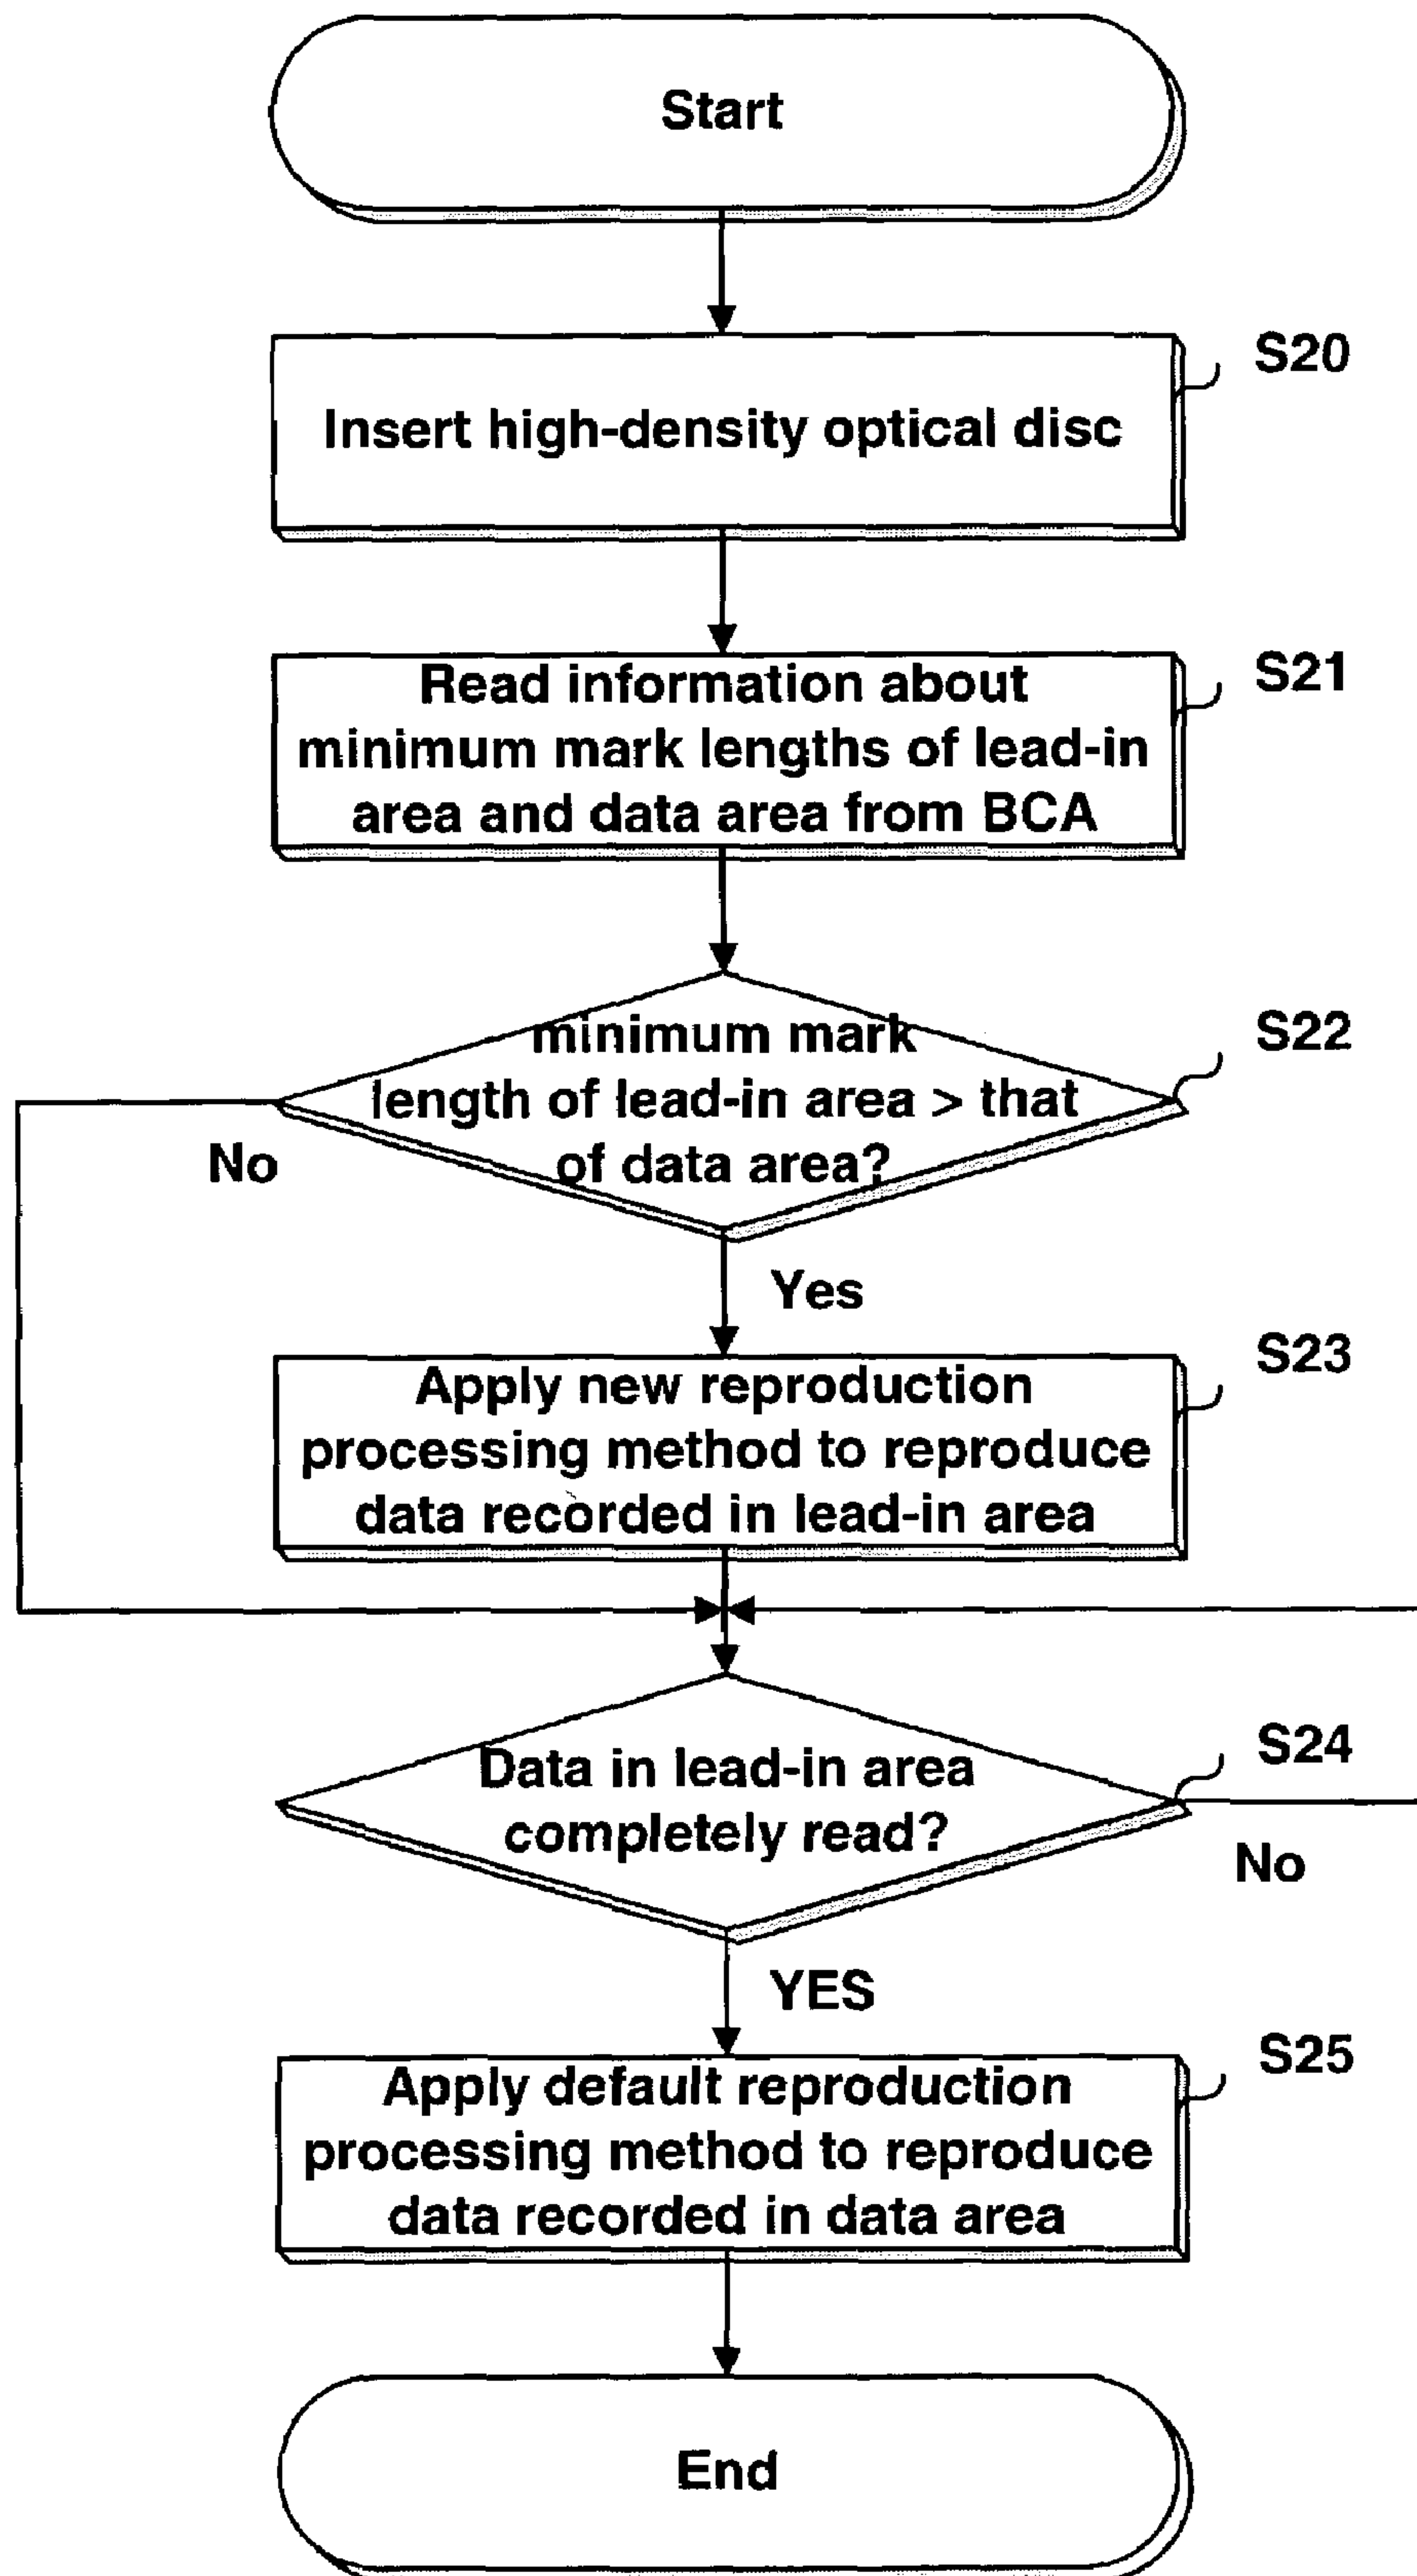 Start
S20
Insert high-density optical disc
S21
Read information about
minimum mark lengths of lead-in
area and data area from BCA
S22
minimum mark
length of lead-in area > that
of data area?
No
Yes
S23
Apply new reproduction
processing method to reproduce
data recorded in lead-in area
S24
Data in lead-in area
completely read?
No
YES
S25
Apply default reproduction
processing method to reproduce
data recorded in data area
End